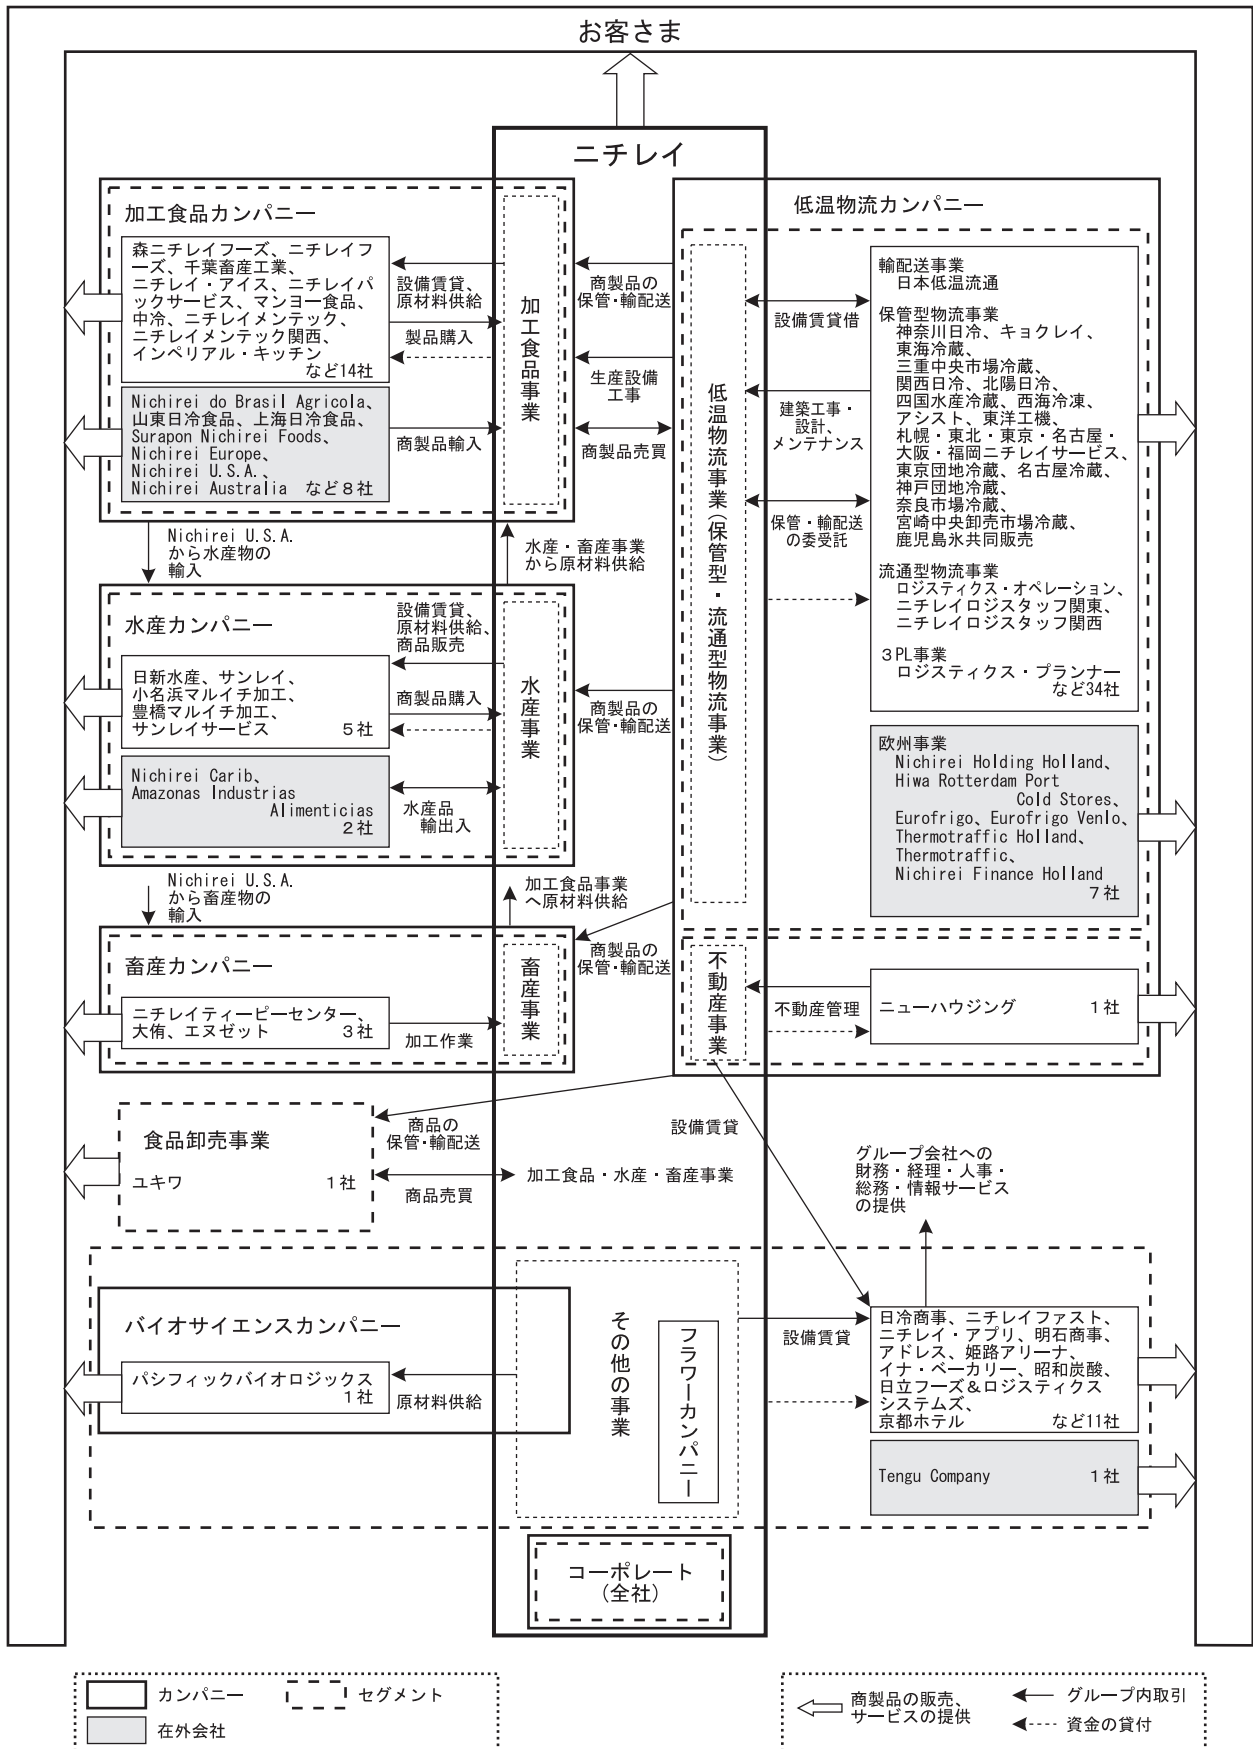 お客さま
ニチレイ
加工食品カンパニー
森ニチレイフーズ、ニチレイフ
ーズ、千葉畜産工業、
ニチレイ・アイス、ニチレイパ
ックサービス、マンヨー食品、
中冷、ニチレイメンテック、
ニチレイメンテック関西、
インペリアル・キッチン
など14社
設備賃貸、
原材料供給
製品購入
Nichirei do Brasil Agricola、
山東日冷食品、上海日冷食品、
Surapon Nichirei Foods、
Nichirei Europe、
Nichirei U.S.A.、
Nichirei Australia など8社
商製品輸入
加工食品事業
商製品の
保管・輸配送
生産設備
工事
商製品売買
Nichirei U.S.A.
から水産物の
輸入
水産・畜産事業
から原材料供給
水産カンパニー
設備賃貸、
原材料供給、
商品販売
日新水産、サンレイ、
小名浜マルイチ加工、
豊橋マルイチ加工、
サンレイサービス 5社
商製品購入
Nichirei Carib、
Amazonas Industrias
Alimenticias
2社
水産品
輸出入
水産事業
商製品の
保管・輸配送
Nichirei U.S.A.
から畜産物の
輸入
加工食品事業
へ原材料供給
畜産カンパニー
ニチレイティーピーセンター、
大侑、エヌゼット 3社
加工作業
畜産事業
商製品の
保管・輸配送
低温物流カンパニー
低温物流事業(保管型・流通型物流事業)
設備賃貸借
建築工事・
設計、
メンテナンス
保管・輸配送
の委受託
輸配送事業
日本低温流通
保管型物流事業
神奈川日冷、キョクレイ、
東海冷蔵、
三重中央市場冷蔵、
関西日冷、北陽日冷、
四国水産冷蔵、西海冷凍、
アシスト、東洋工機、
札幌・東北・東京・名古屋・
大阪・福岡ニチレイサービス、
東京団地冷蔵、名古屋冷蔵、
神戸団地冷蔵、
奈良市場冷蔵、
宮崎中央卸売市場冷蔵、
鹿児島氷共同販売
流通型物流事業
ロジスティクス・オペレーション、
ニチレイロジスタッフ関東、
ニチレイロジスタッフ関西
3PL事業
ロジスティクス・プランナー
など34社
欧州事業
Nichirei Holding Holland、
Hiwa Rotterdam Port
Cold Stores、
Eurofrigo、Eurofrigo Venlo、
Thermotraffic Holland、
Thermotraffic、
Nichirei Finance Holland
7社
不動産事業
不動産管理
ニューハウジング 1社
食品卸売事業
ユキワ 1社
商品の
保管・輸配送
商品売買
加工食品・水産・畜産事業
設備賃貸
グループ会社への
財務・経理・人事・
総務・情報サービス
の提供
バイオサイエンスカンパニー
パシフィックバイオロジックス
1社
原材料供給
その他の事業
フラワーカンパニー
設備賃貸
日冷商事、ニチレイファスト、
ニチレイ・アプリ、明石商事、
アドレス、姫路アリーナ、
イナ・ベーカリー、昭和炭酸、
日立フーズ&ロジスティクス
システムズ、
京都ホテル など11社
Tengu Company 1社
コーポレート
(全社)
カンパニー
セグメント
在外会社
商製品の販売、
サービスの提供
グループ内取引
資金の貸付